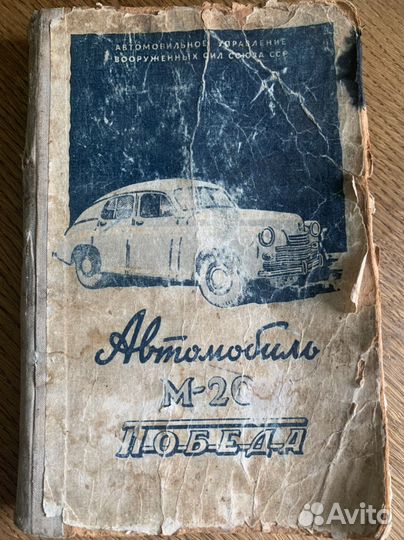 АВТОМОБИЛЬНОЕ УПРАВЛЕНИЕ
ВООРУЖЕННЫХ СИЛ СОЮЗА ССР
Автомобиль
М-20
ПОБЕДА
Avito